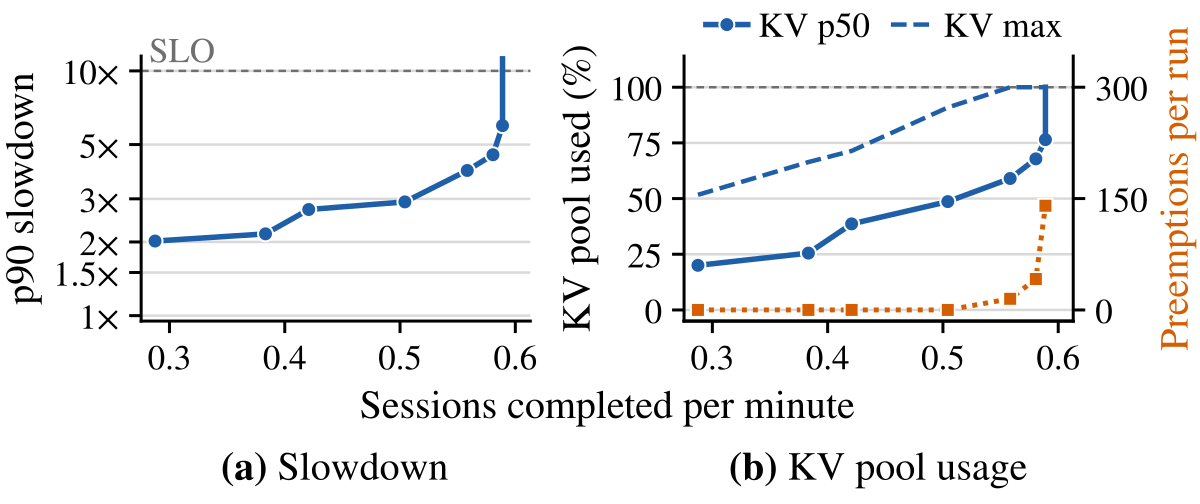 SLO
p90 slowdown
10×
5×
3×
2×
1.5×
1×
0.3
0.4
0.5
0.6
KV p50
KV max
KV pool used (%)
100
75
50
25
0
300
150
0
Preemptions per run
0.3
0.4
0.5
0.6
Sessions completed per minute
(a) Slowdown
(b) KV pool usage